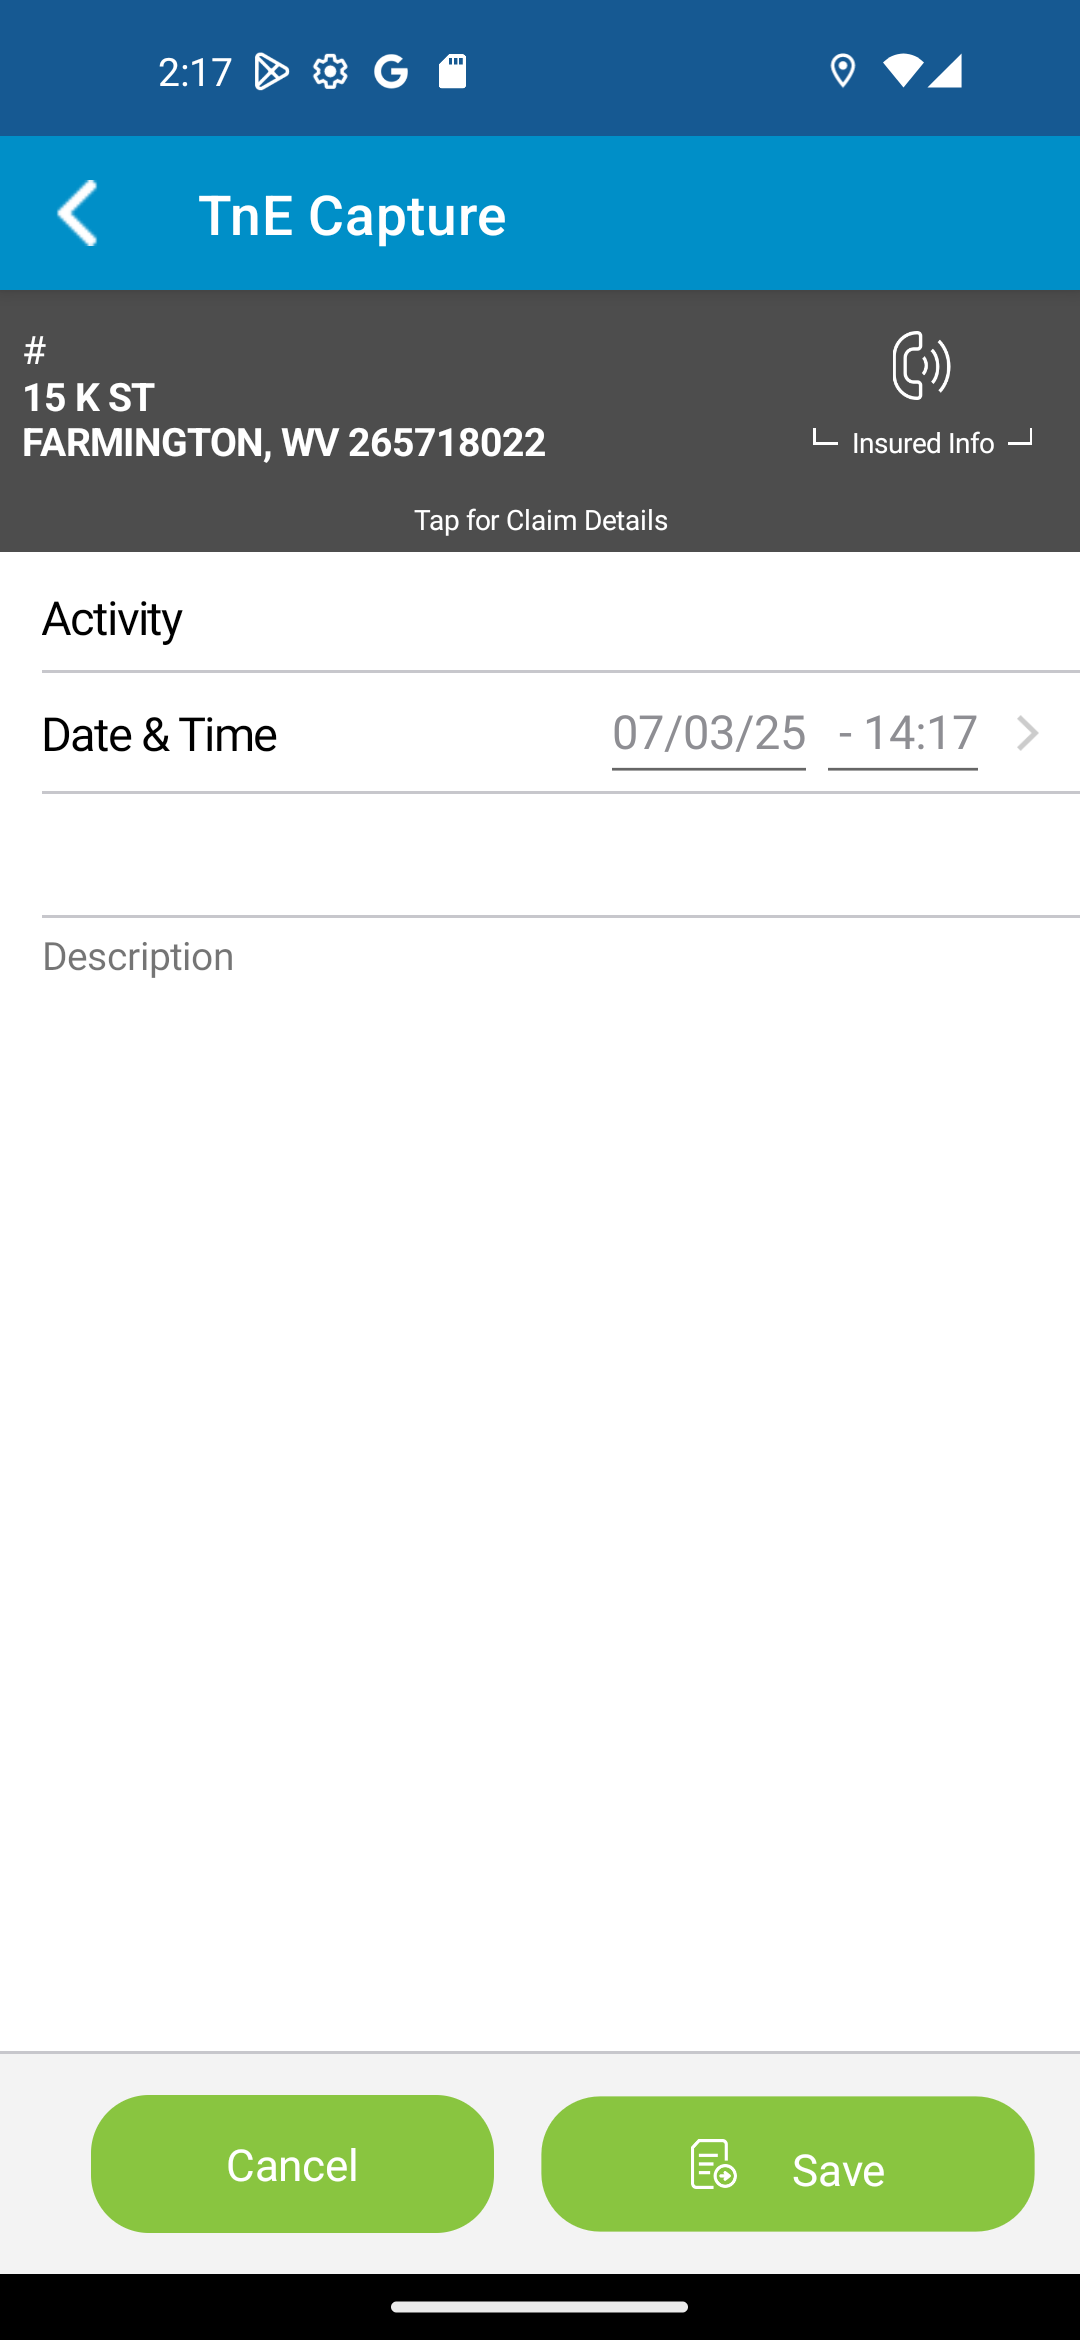 2:17
TnE Capture
#
15 K ST
FARMINGTON, WV 265718022
Insured Info
Tap for Claim Details
Activity
Date & Time 07/03/25 - 14:17
Description
Cancel
Save